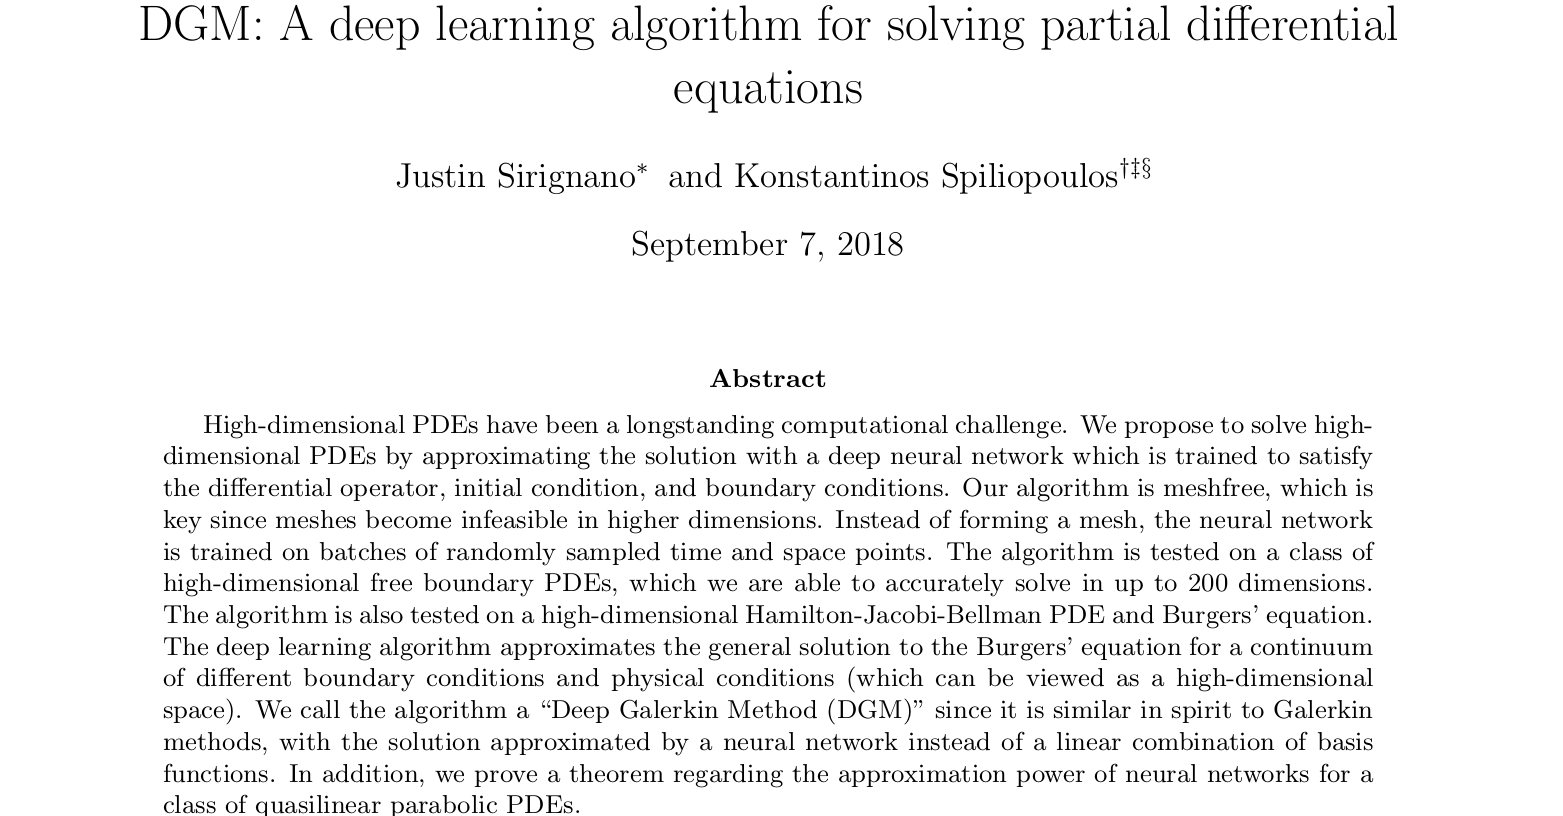 DGM: A deep learning algorithm for solving partial differential
equations
Justin Sirignano* and Konstantinos Spiliopoulos†‡§
September 7, 2018
Abstract
High-dimensional PDEs have been a longstanding computational challenge. We propose to solve high-
dimensional PDEs by approximating the solution with a deep neural network which is trained to satisfy
the differential operator, initial condition, and boundary conditions. Our algorithm is meshfree, which is
key since meshes become infeasible in higher dimensions. Instead of forming a mesh, the neural network
is trained on batches of randomly sampled time and space points. The algorithm is tested on a class of
high-dimensional free boundary PDEs, which we are able to accurately solve in up to 200 dimensions.
The algorithm is also tested on a high-dimensional Hamilton-Jacobi-Bellman PDE and Burgers’ equation.
The deep learning algorithm approximates the general solution to the Burgers’ equation for a continuum
of different boundary conditions and physical conditions (which can be viewed as a high-dimensional
space). We call the algorithm a “Deep Galerkin Method (DGM)” since it is similar in spirit to Galerkin
methods, with the solution approximated by a neural network instead of a linear combination of basis
functions. In addition, we prove a theorem regarding the approximation power of neural networks for a
class of quasilinear parabolic PDEs.